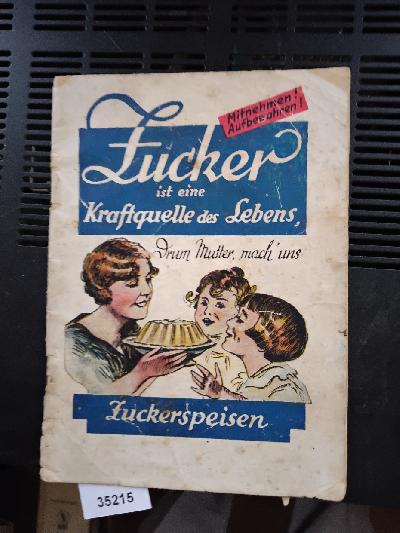 Mitnehmen!
Aufbewahren!
Zucker
ist eine
Kraftquelle des Lebens,
Drum Mutter, mach' uns
Zuckerspeisen
35215